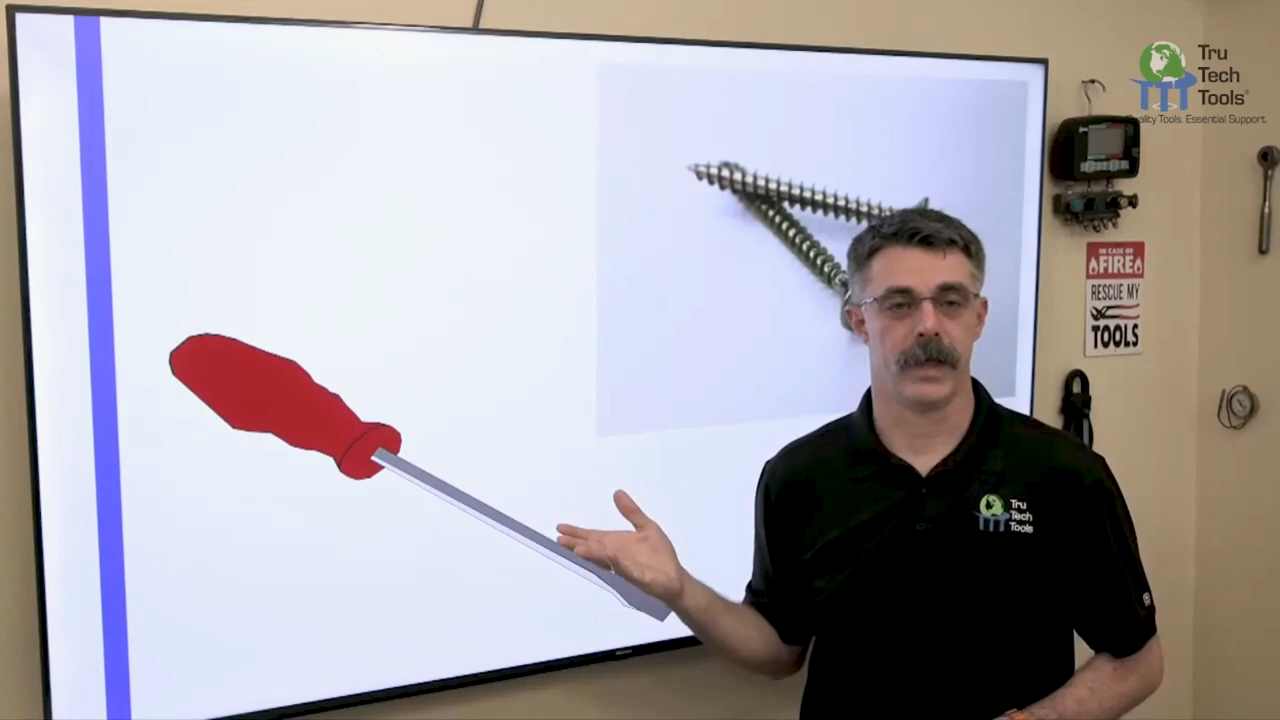 Tru
Tech
Tools®
Quality Tools. Essential Support.
IN CASE OF
FIRE
RESCUE MY
TOOLS
Tru
Tech
Tools